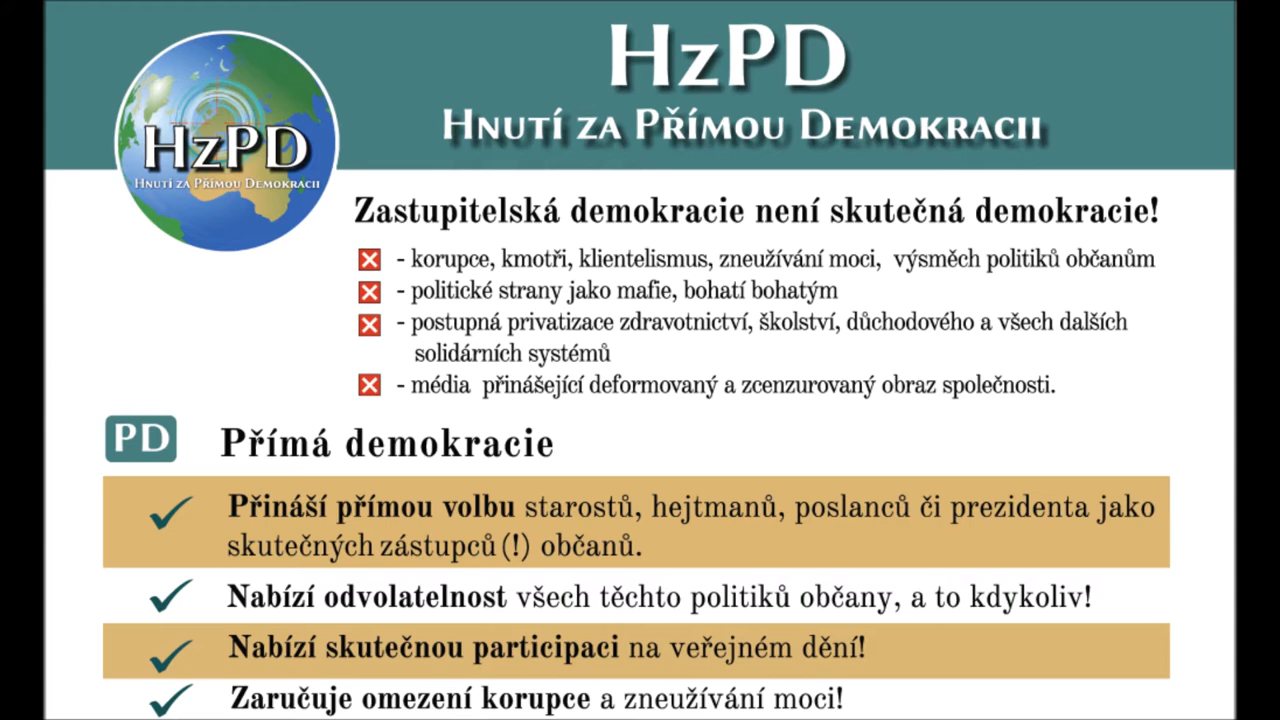 HzPD
Hnutí za Přímou Demokracii
HzPD
Hnutí za Přímou Demokracii
Zastupitelská demokracie není skutečná demokracie!
- korupce, kmotři, klientelismus, zneužívání moci, výsměch politiků občanům
- politické strany jako mafie, bohatí bohatým
- postupná privatizace zdravotnictví, školství, důchodového a všech dalších
solidárních systémů
- média přinášející deformovaný a zcenzurovaný obraz společnosti.
PD Přímá demokracie
Přináší přímou volbu starostů, hejtmanů, poslanců či prezidenta jako
skutečných zástupců (!) občanů.
Nabízí odvolatelnost všech těchto politiků občany, a to kdykoliv!
Nabízí skutečnou participaci na veřejném dění!
Zaručuje omezení korupce a zneužívání moci!